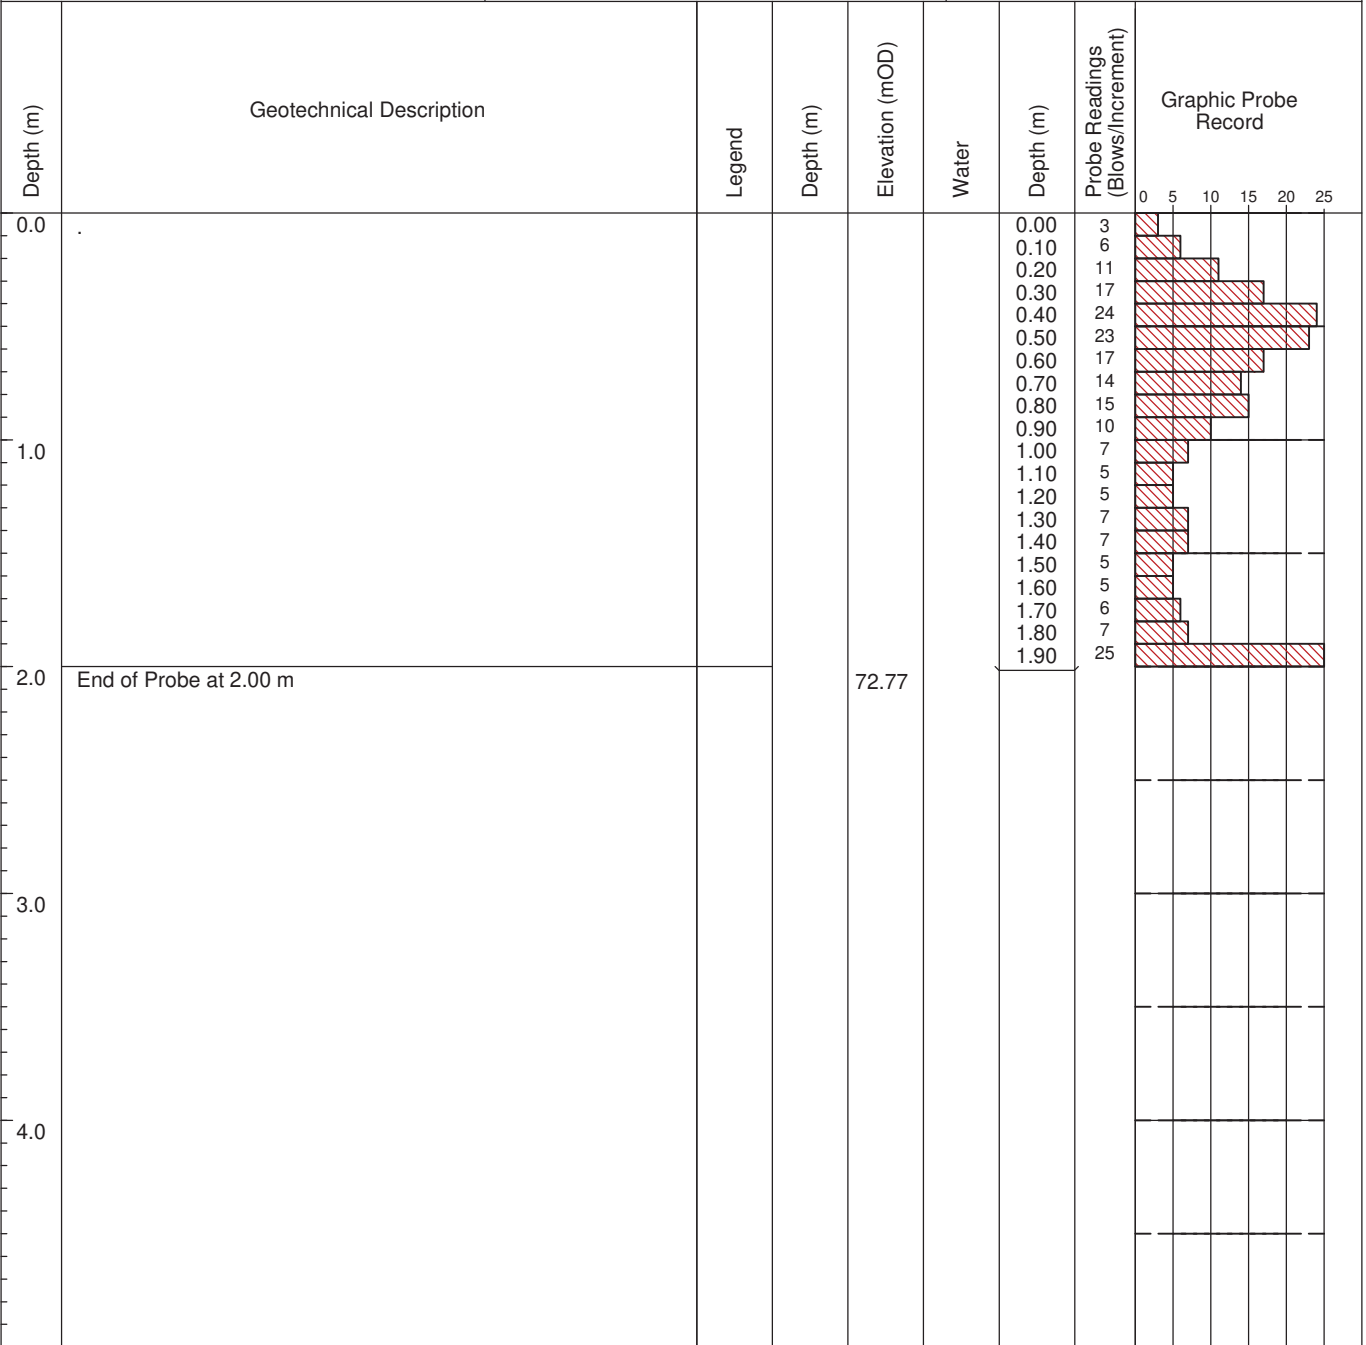 Depth (m)
Geotechnical Description
Legend
Depth (m)
Elevation (mOD)
Water
Depth (m)
Probe Readings
(Blows/Increment)
Graphic Probe
Record
0 5 10 15 20 25
0.0 . 0.00 3
0.10 6
0.20 11
0.30 17
0.40 24
0.50 23
0.60 17
0.70 14
0.80 15
0.90 10
1.0 1.00 7
1.10 5
1.20 5
1.30 7
1.40 7
1.50 5
1.60 5
1.70 6
1.80 7
1.90 25
2.0 End of Probe at 2.00 m 72.77
3.0
4.0